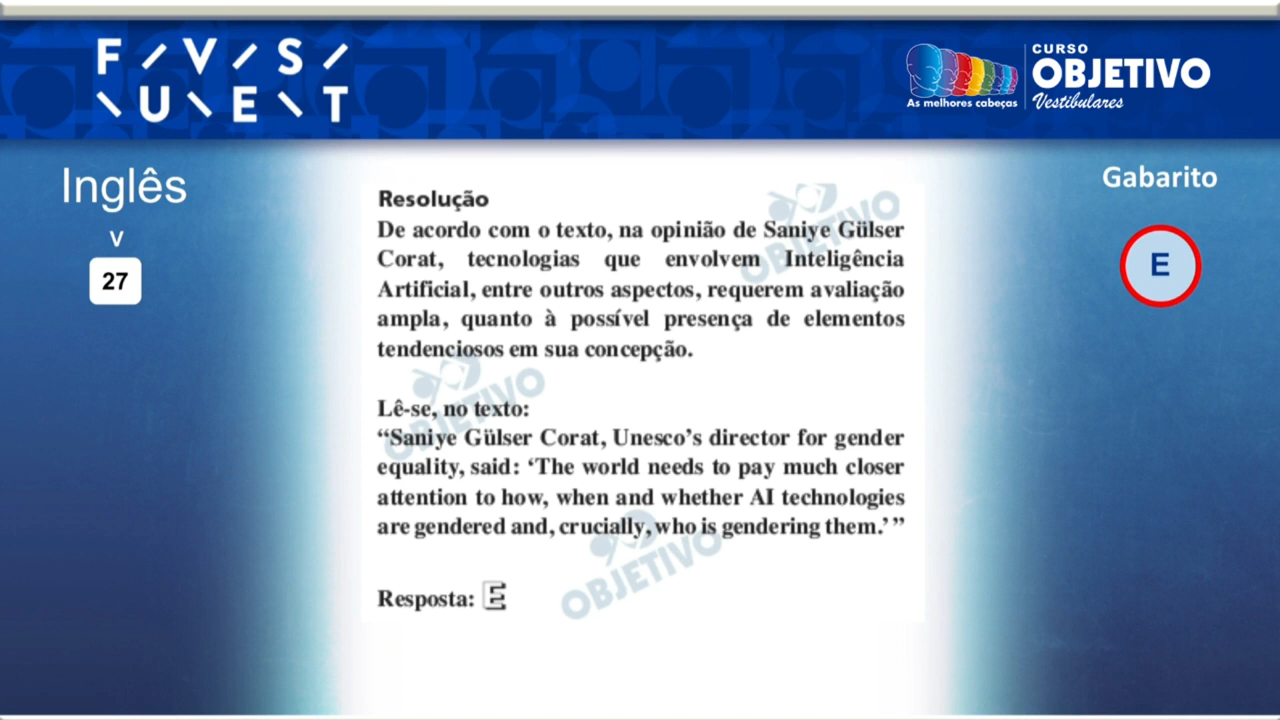 F/V/S/
\U\E\T
CURSO
OBJETIVO
Vestibulares
As melhores cabeças
Inglês
V
27
Gabarito
E
Resolução
De acordo com o texto, na opinião de Saniye Gülser
Corat, tecnologias que envolvem Inteligência
Artificial, entre outros aspectos, requerem avaliação
ampla, quanto à possível presença de elementos
tendenciosos em sua concepção.
Lê-se, no texto:
“Saniye Gülser Corat, Unesco’s director for gender
equality, said: ‘The world needs to pay much closer
attention to how, when and whether AI technologies
are gendered and, crucially, who is gendering them.’”
Resposta: E
OBJETIVO
OBJETIVO
OBJETIVO